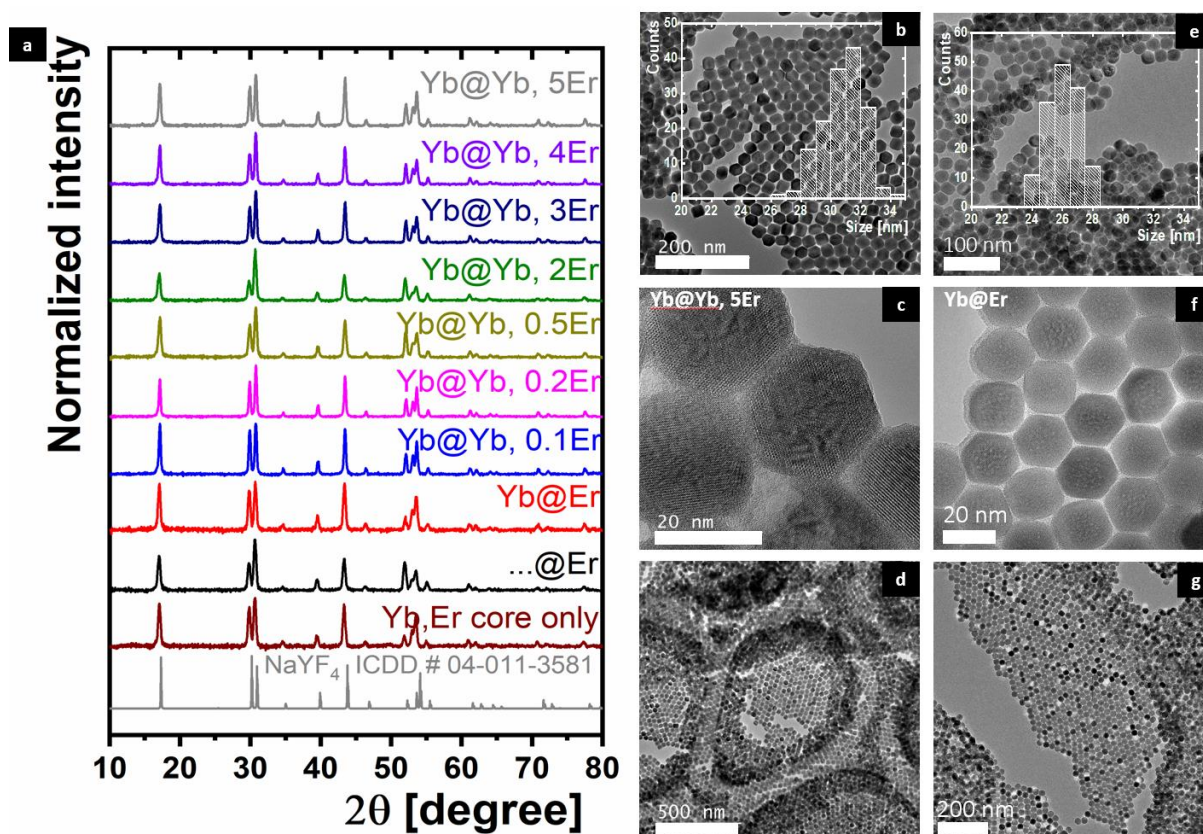 a
Normalized intensity
Yb@Yb, 5Er
Yb@Yb, 4Er
Yb@Yb, 3Er
Yb@Yb, 2Er
Yb@Yb, 0.5Er
Yb@Yb, 0.2Er
Yb@Yb, 0.1Er
Yb@Er
...@Er
Yb,Er core only
NaYF₄ ICDD # 04-011-3581
10 20 30 40 50 60 70 80
2θ [degree]
b
Counts
50
40
30
20
10
0
20 22 24 26 28 30 32 34
Size [nm]
200 nm
e
Counts
60
50
40
30
20
10
0
20 22 24 26 28 30 32 34
Size [nm]
100 nm
Yb@Yb, 5Er
c
20 nm
Yb@Er
f
20 nm
d
500 nm
g
200 nm